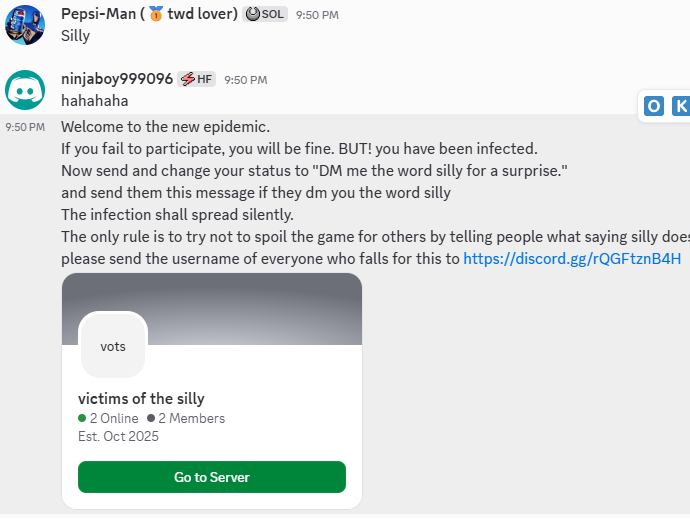 Pepsi-Man (🥇 twd lover) SOL 9:50 PM
Silly
ninjaboy999096 HF 9:50 PM
hahahaha
O K
9:50 PM Welcome to the new epidemic.
If you fail to participate, you will be fine. BUT! you have been infected.
Now send and change your status to "DM me the word silly for a surprise."
and send them this message if they dm you the word silly
The infection shall spread silently.
The only rule is to try not to spoil the game for others by telling people what saying silly does
please send the username of everyone who falls for this to https://discord.gg/rQGFtznB4H
vots
victims of the silly
2 Online 2 Members
Est. Oct 2025
Go to Server